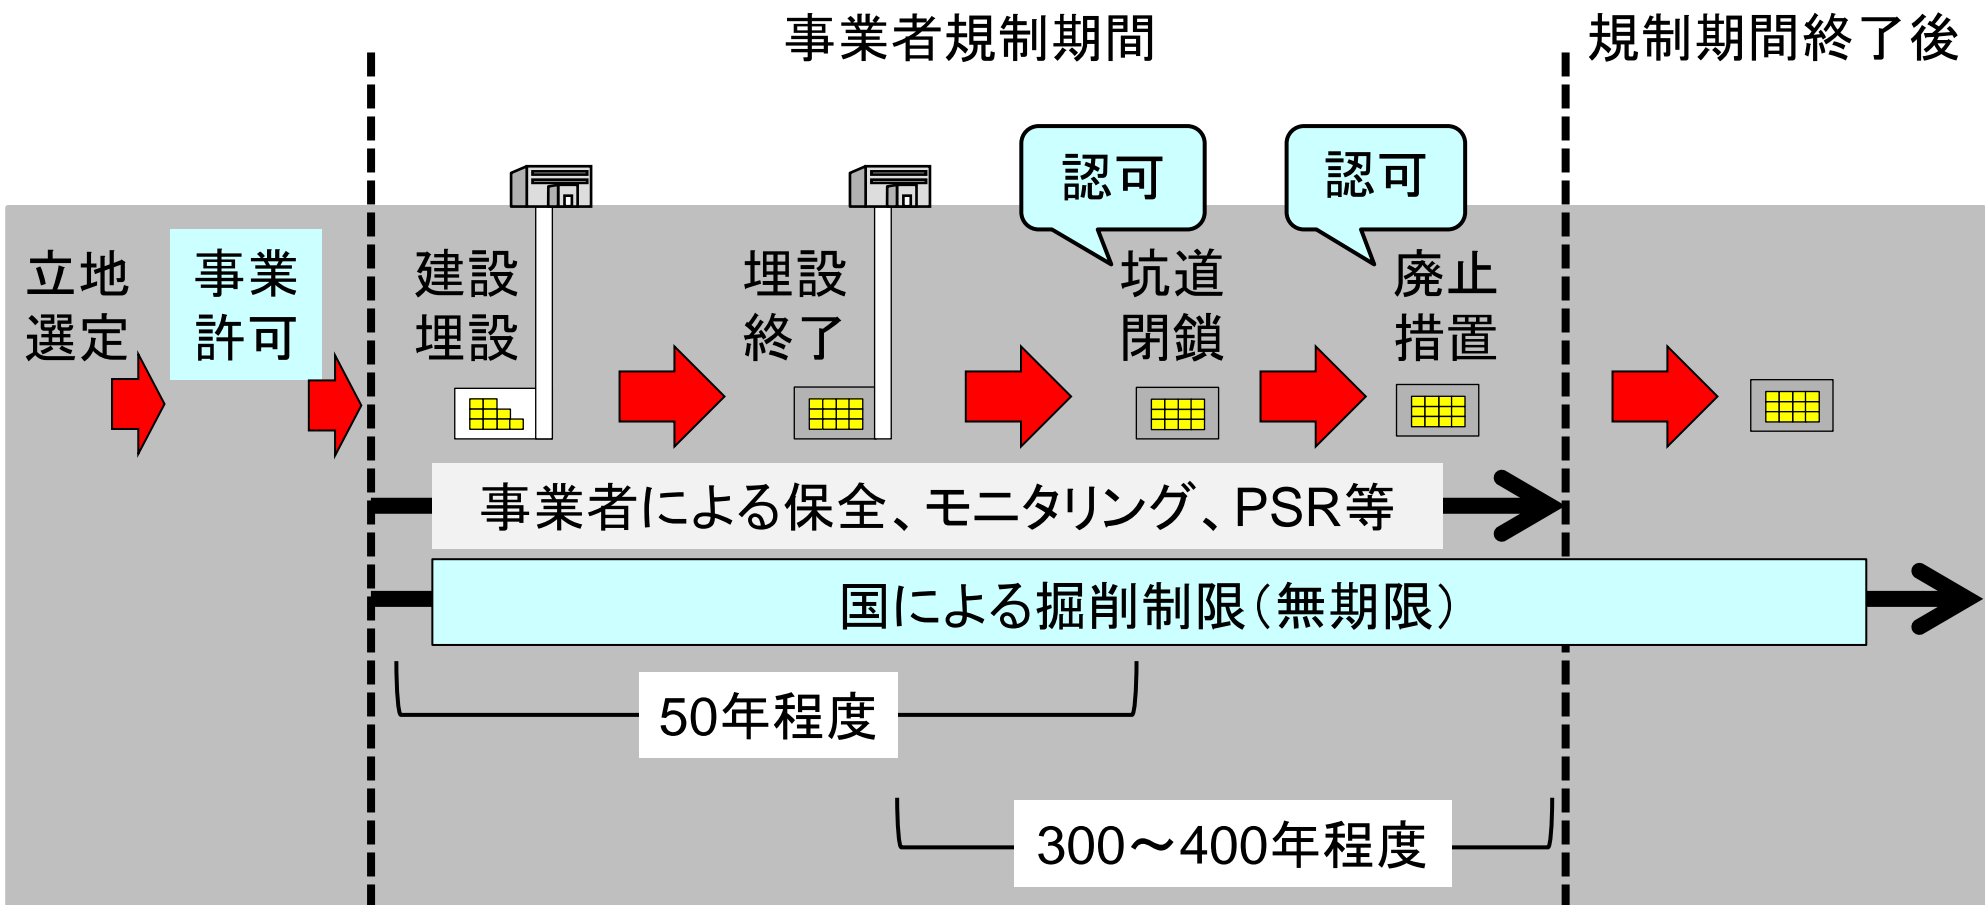 事業者規制期間
規制期間終了後
認可
認可
立地
選定
事業
許可
建設
埋設
埋設
終了
坑道
閉鎖
廃止
措置
事業者による保全、モニタリング、PSR等
国による掘削制限(無期限)
50年程度
300～400年程度